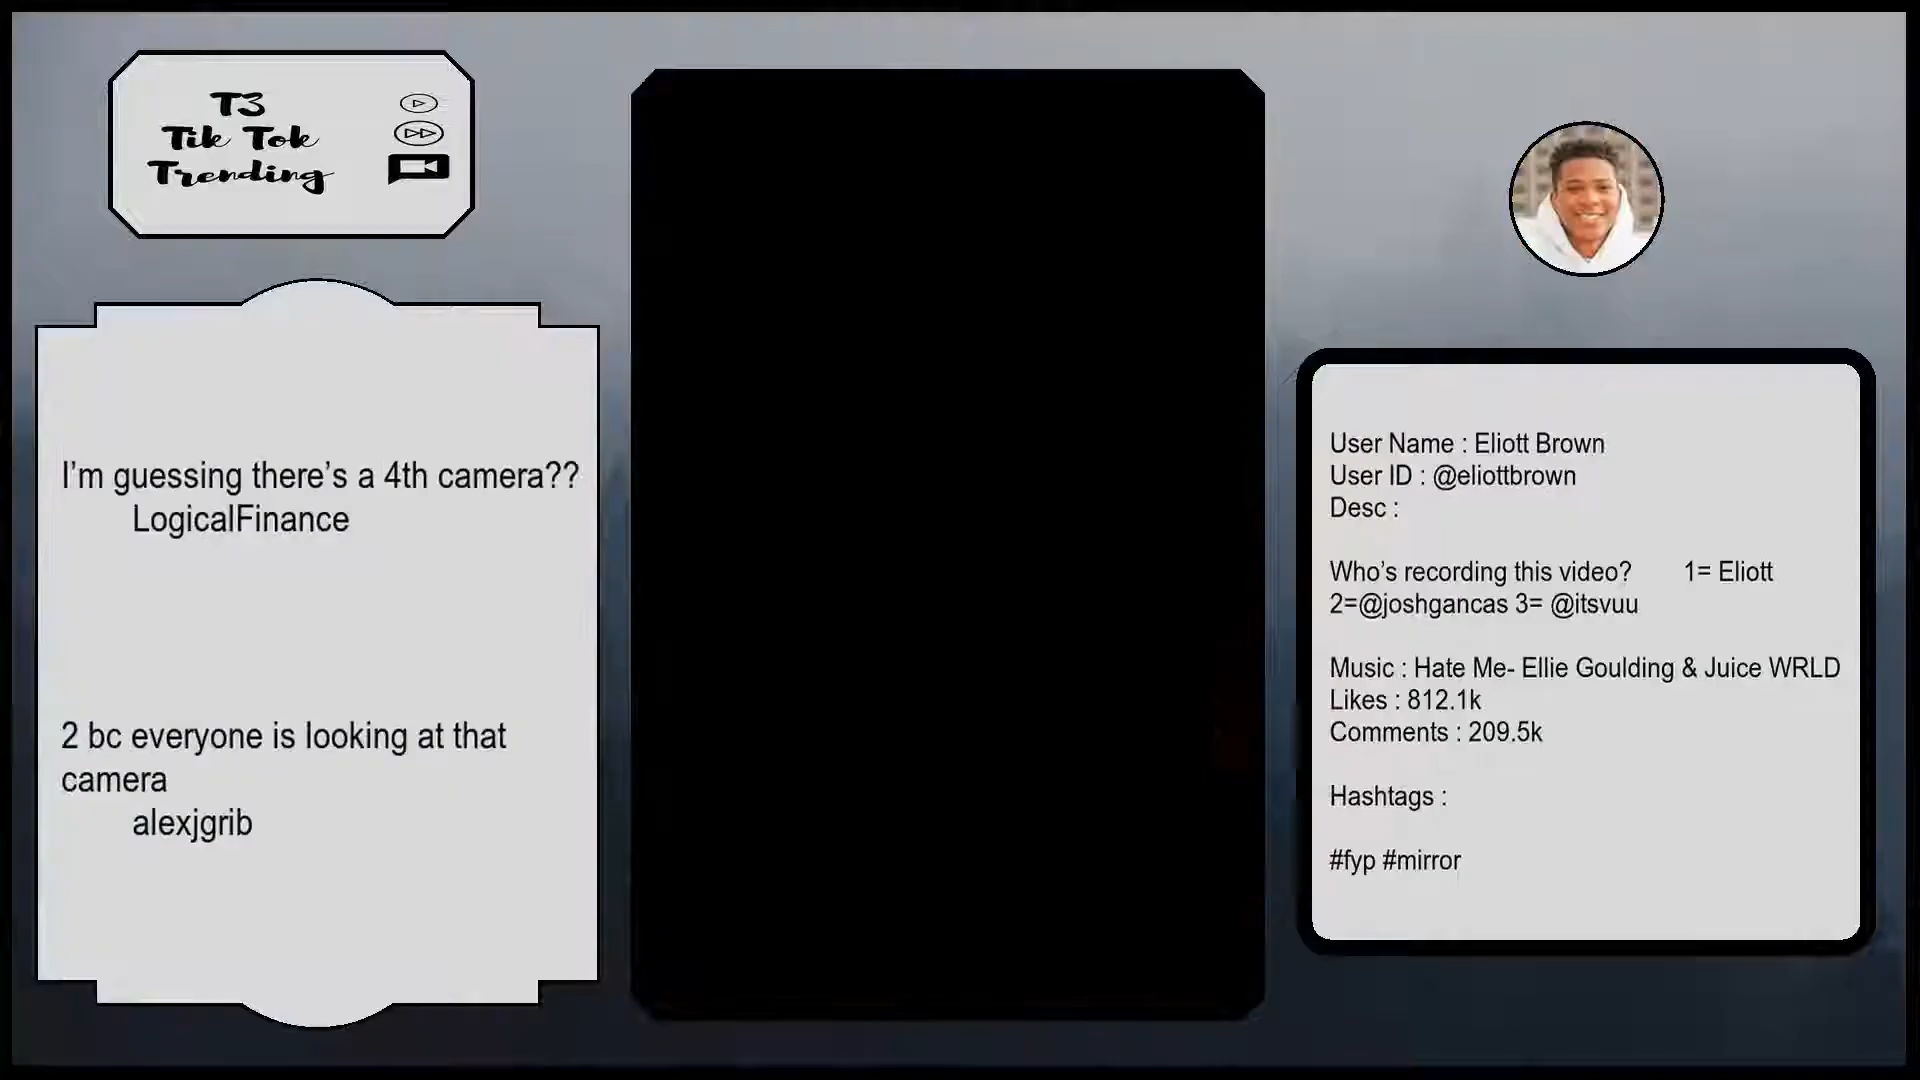 T3
Tik Tok
Trending
I'm guessing there's a 4th camera??
LogicalFinance
2 bc everyone is looking at that
camera
alexjgrib
User Name : Eliott Brown
User ID : @eliottbrown
Desc :
Who's recording this video? 1= Eliott
2=@joshgancas 3= @itsvuu
Music : Hate Me- Ellie Goulding & Juice WRLD
Likes : 812.1k
Comments : 209.5k
Hashtags :
#fyp #mirror